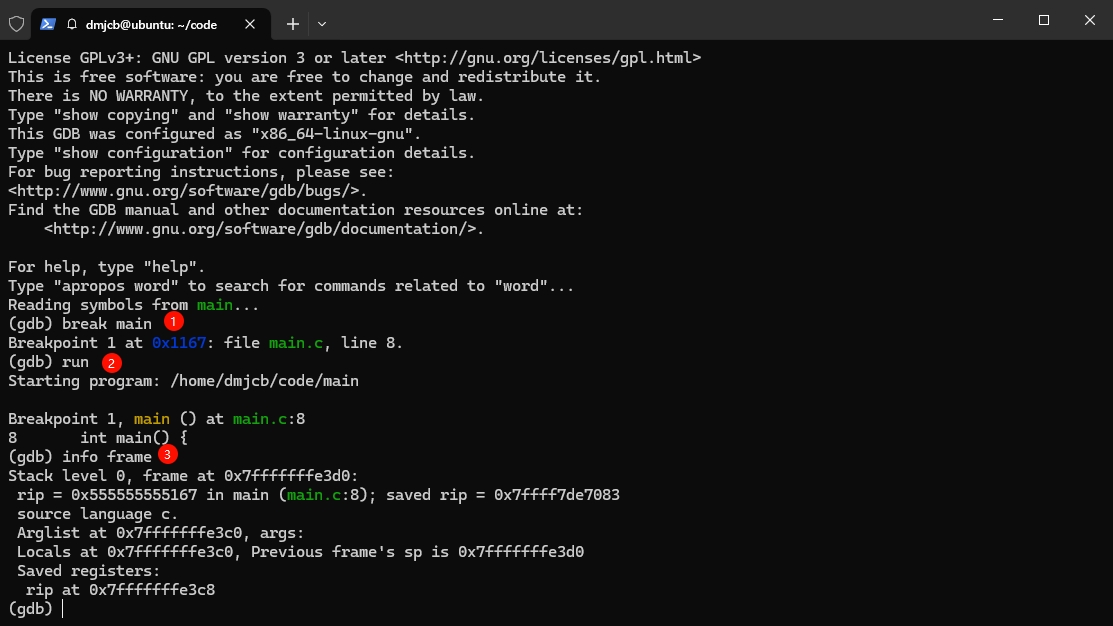 dmjcb@ubuntu: ~/code
License GPLv3+: GNU GPL version 3 or later <http://gnu.org/licenses/gpl.html>
This is free software: you are free to change and redistribute it.
There is NO WARRANTY, to the extent permitted by law.
Type "show copying" and "show warranty" for details.
This GDB was configured as "x86_64-linux-gnu".
Type "show configuration" for configuration details.
For bug reporting instructions, please see:
<http://www.gnu.org/software/gdb/bugs/>.
Find the GDB manual and other documentation resources online at:
    <http://www.gnu.org/software/gdb/documentation/>.

For help, type "help".
Type "apropos word" to search for commands related to "word"...
Reading symbols from main...
(gdb) break main 1
Breakpoint 1 at 0x1167: file main.c, line 8.
(gdb) run 2
Starting program: /home/dmjcb/code/main

Breakpoint 1, main () at main.c:8
8       int main() {
(gdb) info frame 3
Stack level 0, frame at 0x7fffffffe3d0:
 rip = 0x555555555167 in main (main.c:8); saved rip = 0x7ffff7de7083
 source language c.
 Arglist at 0x7fffffffe3c0, args:
 Locals at 0x7fffffffe3c0, Previous frame's sp is 0x7fffffffe3d0
 Saved registers:
  rip at 0x7fffffffe3c8
(gdb)